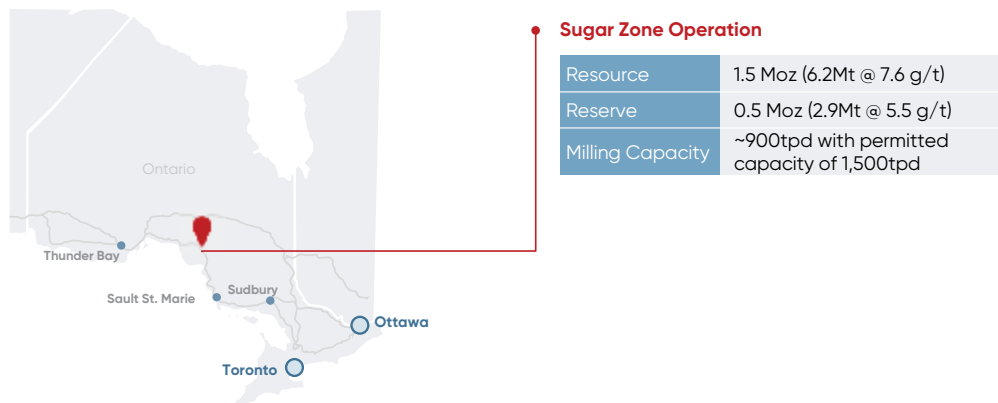 Sugar Zone Operation
Resource 1.5 Moz (6.2Mt @ 7.6 g/t)
Reserve 0.5 Moz (2.9Mt @ 5.5 g/t)
Milling Capacity ~900tpd with permitted
capacity of 1,500tpd
Ontario
Thunder Bay
Sault St. Marie
Sudbury
Ottawa
Toronto